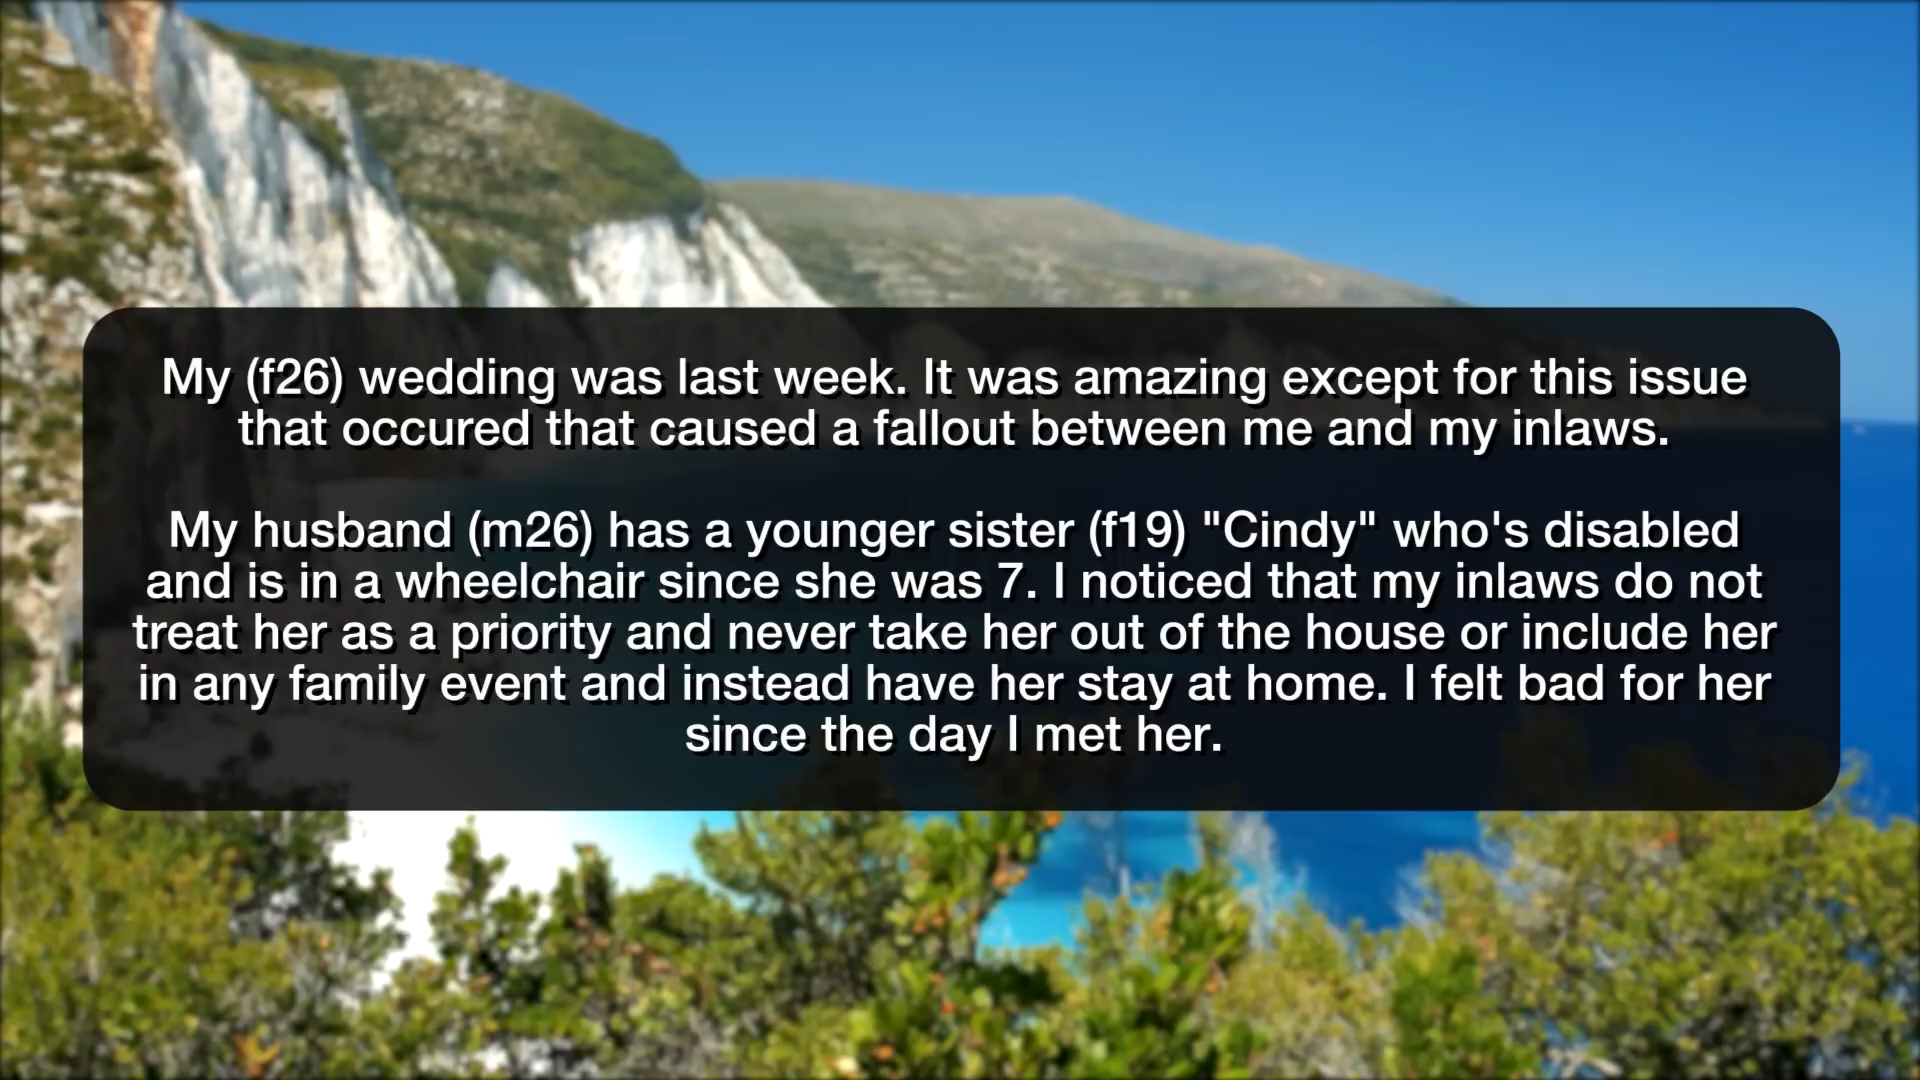 My (f26) wedding was last week. It was amazing except for this issue
that occured that caused a fallout between me and my inlaws.
My husband (m26) has a younger sister (f19) "Cindy" who's disabled
and is in a wheelchair since she was 7. I noticed that my inlaws do not
treat her as a priority and never take her out of the house or include her
in any family event and instead have her stay at home. I felt bad for her
since the day I met her.